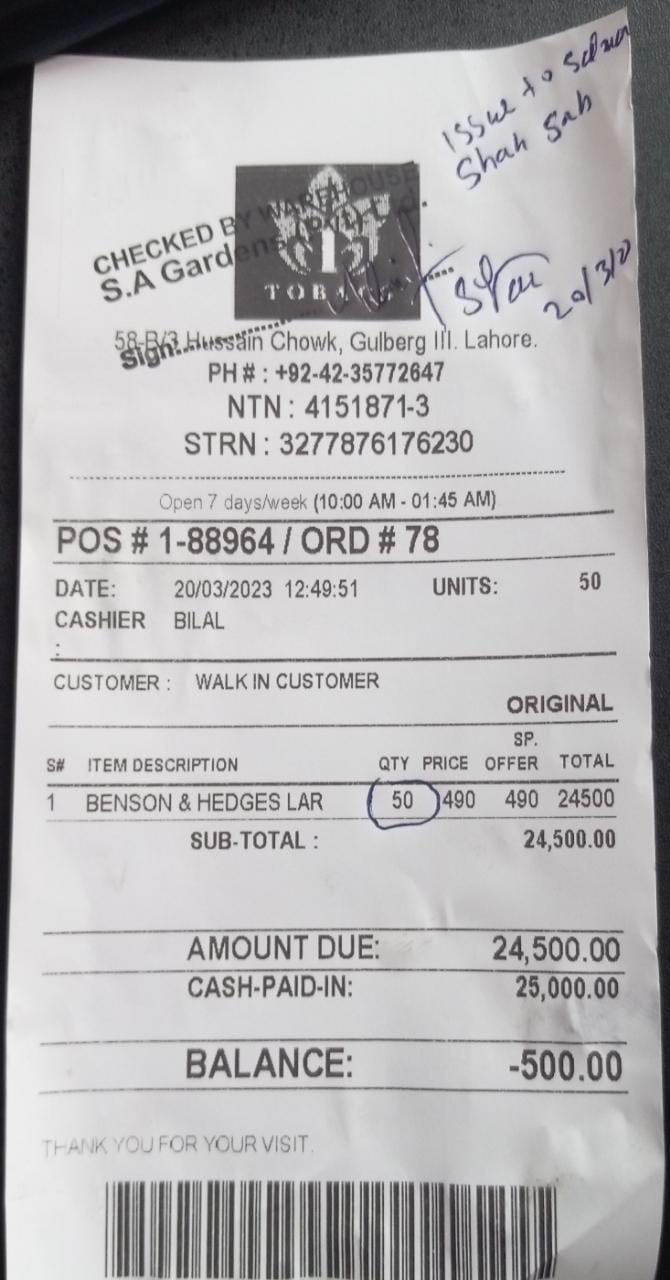 Issue to Salman
Shah Sab
CHECKED BY WAREHOUSE
S.A Gardens (Pvt) Ltd.
1
TOBA
20/3/2
Sign:
58-B/3 Hussain Chowk, Gulberg III. Lahore.
PH # : +92-42-35772647
NTN : 4151871-3
STRN : 3277876176230
Open 7 days/week (10:00 AM - 01:45 AM)
POS # 1-88964 / ORD # 78
DATE: 20/03/2023 12:49:51 UNITS: 50
CASHIER BILAL
:
CUSTOMER : WALK IN CUSTOMER
ORIGINAL
S# ITEM DESCRIPTION QTY PRICE SP. OFFER TOTAL
1 BENSON & HEDGES LAR 50 490 490 24500
SUB-TOTAL : 24,500.00
AMOUNT DUE: 24,500.00
CASH-PAID-IN: 25,000.00
BALANCE: -500.00
THANK YOU FOR YOUR VISIT.